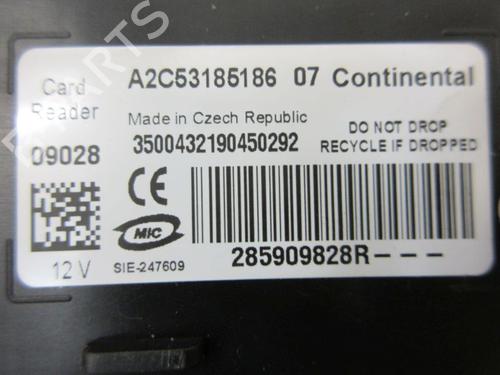 Card Reader
A2C53185186 07 Continental
Made in Czech Republic
3500432190450292
DO NOT DROP
RECYCLE IF DROPPED
09028
CE
MIC
12 V
SIE-247609
285909828R---
PARTS